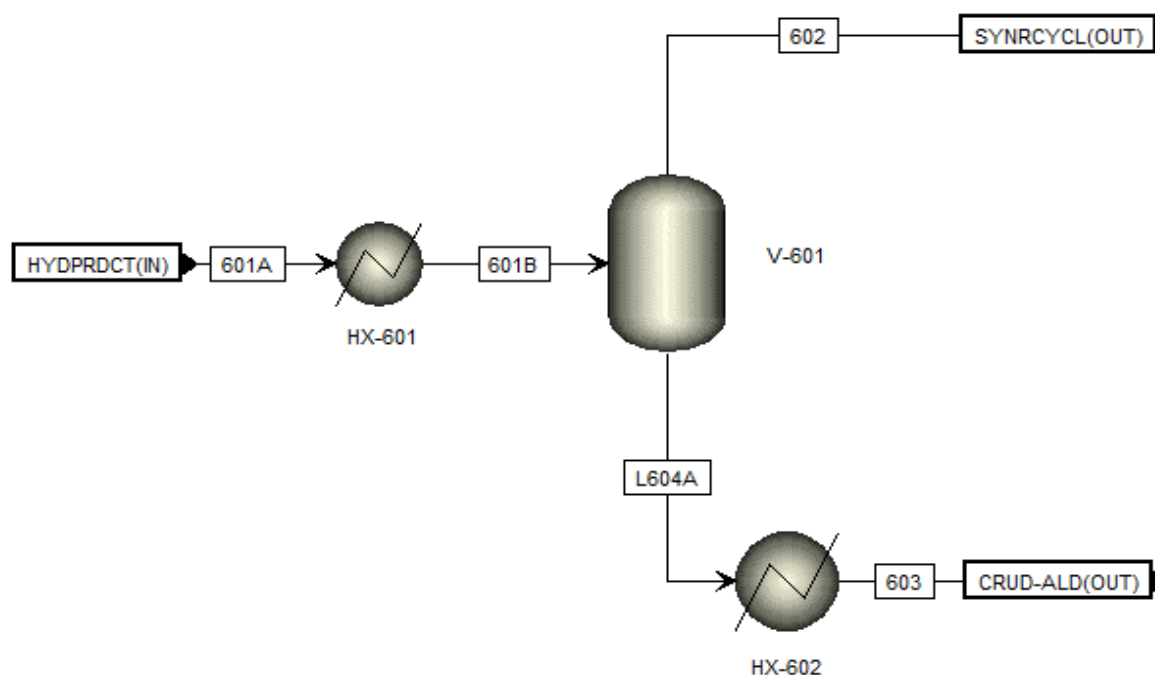 602
SYNRCYCL(OUT)
V-601
HYDPRDCT(IN)
601A
601B
HX-601
L604A
603
CRUD-ALD(OUT)
HX-602